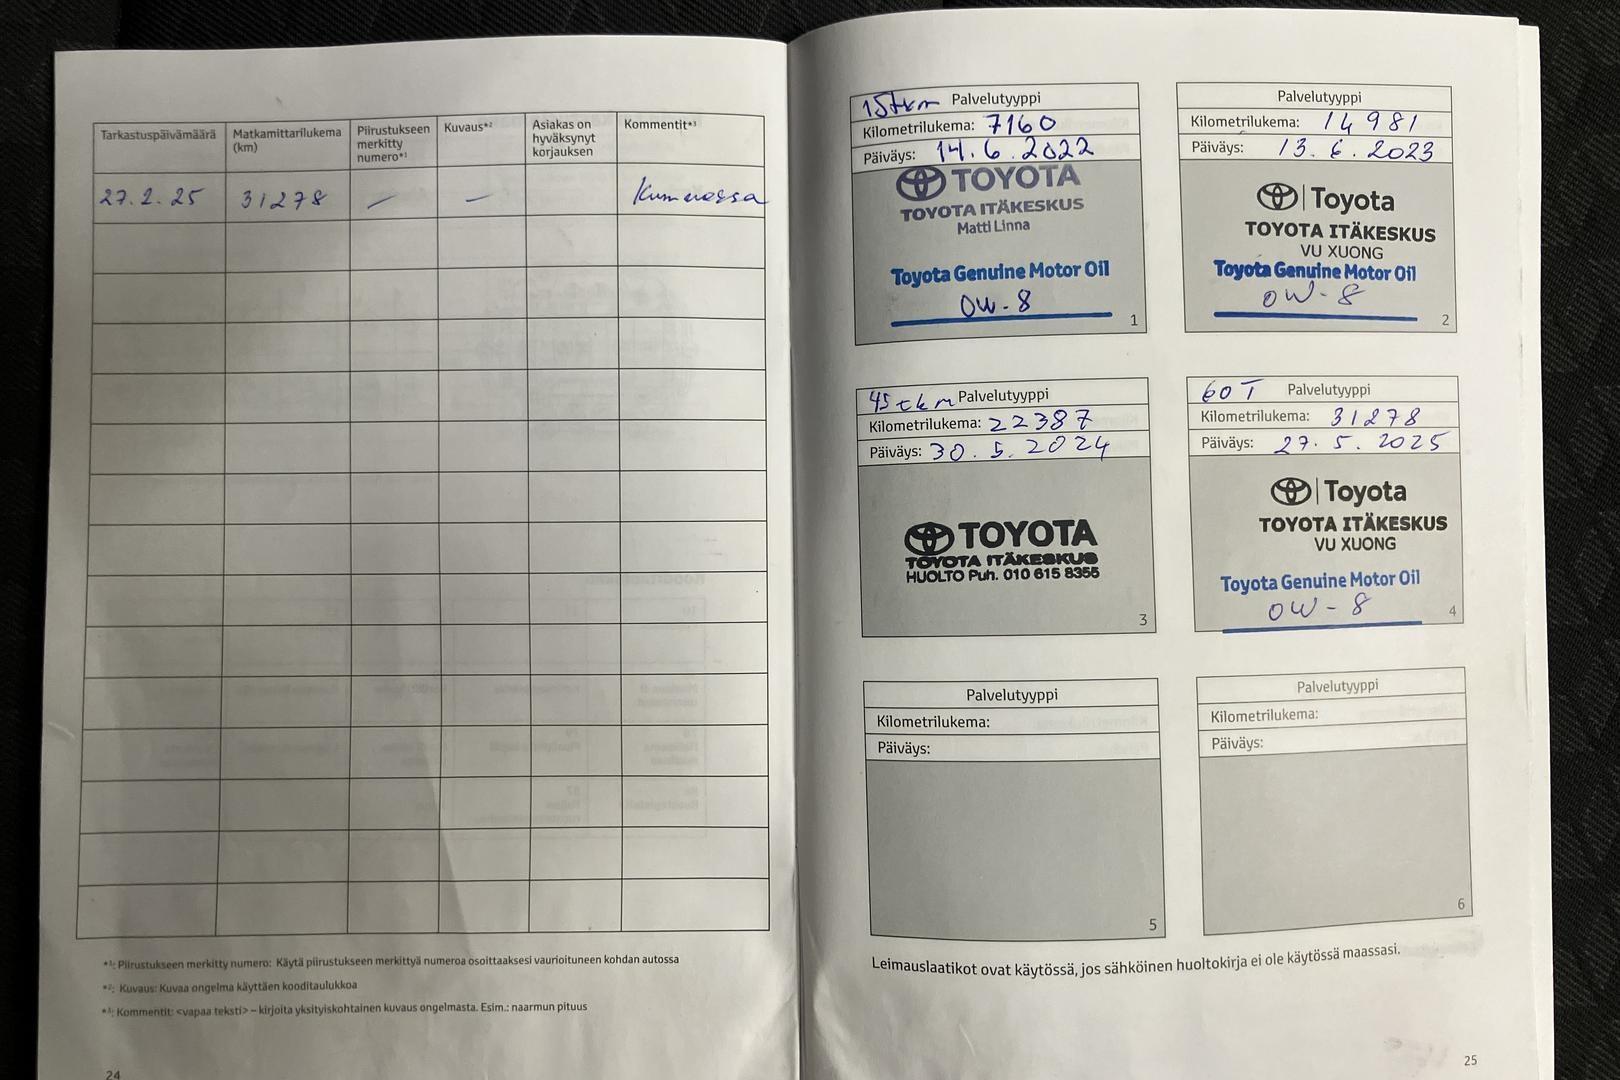 Tarkastuspäivämäärä
Matkamittarilukema (km)
Piirustukseen merkitty numero*1
Kuvaus*2
Asiakas on hyväksynyt korjauksen
Kommentit*3
27.2.25 31278 – – Kunnossa
*1: Piirustukseen merkitty numero: Käytä piirustukseen merkittyä numeroa osoittaaksesi vaurioituneen kohdan autossa
*2: Kuvaus: Kuvaa ongelma käyttäen kooditaulukkoa
*3: Kommentit: <vapaa teksti> – kirjoita yksityiskohtainen kuvaus ongelmasta. Esim.: naarmun pituus
24
15tkm Palvelutyyppi
Kilometrilukema: 7160
Päiväys: 14.6.2022
TOYOTA
TOYOTA ITÄKESKUS
Matti Linna
Toyota Genuine Motor Oil
0W-8
1
Palvelutyyppi
Kilometrilukema: 14981
Päiväys: 13.6.2023
Toyota
TOYOTA ITÄKESKUS
VU XUONG
Toyota Genuine Motor Oil
0W-8
2
45tkm Palvelutyyppi
Kilometrilukema: 22387
Päiväys: 30.5.2024
TOYOTA
TOYOTA ITÄKESKUS
HUOLTO Puh. 010 615 8355
3
60T Palvelutyyppi
Kilometrilukema: 31278
Päiväys: 27.5.2025
Toyota
TOYOTA ITÄKESKUS
VU XUONG
Toyota Genuine Motor Oil
0W-8
4
Palvelutyyppi
Kilometrilukema:
Päiväys:
5
Palvelutyyppi
Kilometrilukema:
Päiväys:
6
Leimauslaatikot ovat käytössä, jos sähköinen huoltokirja ei ole käytössä maassasi.
25